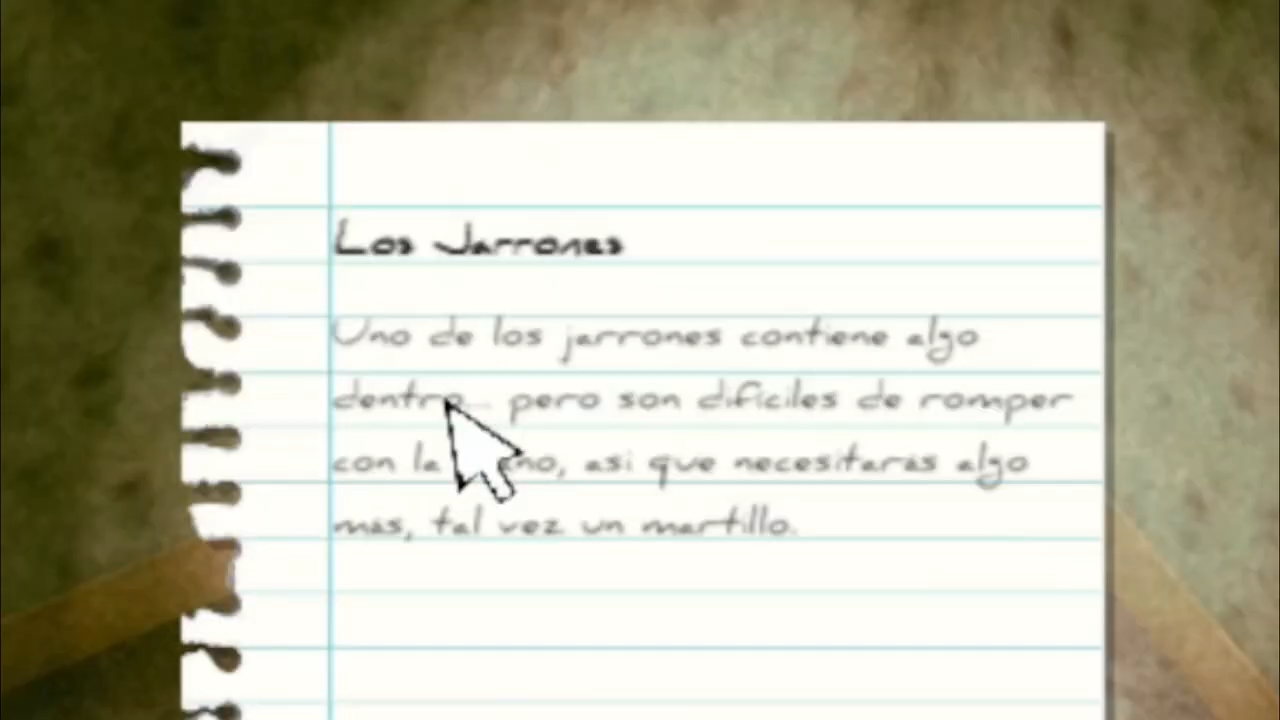 Los Jarrones
Uno de los jarrones contiene algo
dentro... pero son dificiles de romper
con la mano, asi que necesitaras algo
mas, tal vez un martillo.